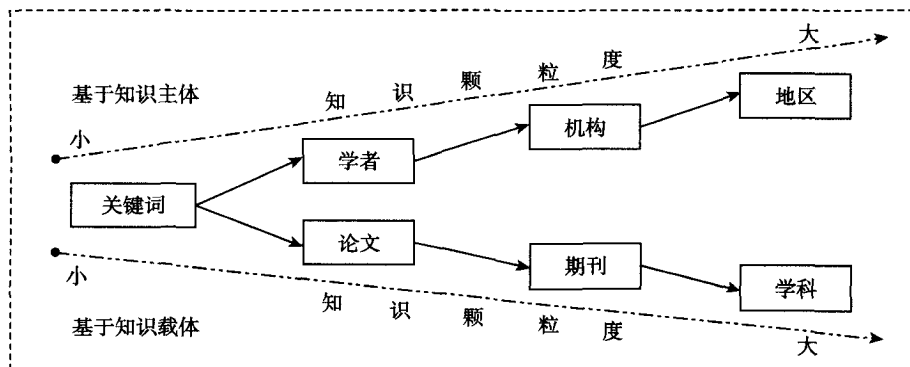 大
知识颗粒度
基于知识主体
地区
机构
小
学者
关键词
论文
期刊
小
学科
知识颗粒度
基于知识载体
大